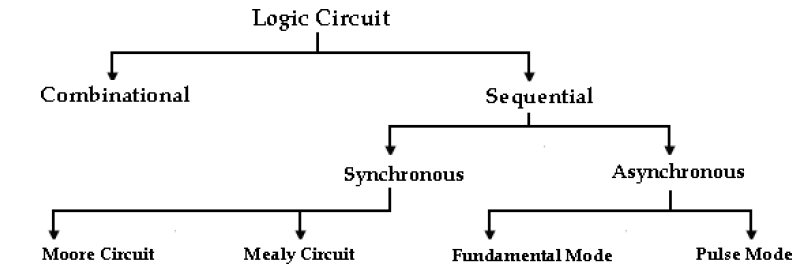 Logic Circuit
Combinational
Sequential
Synchronous
Asynchronous
Moore Circuit
Mealy Circuit
Fundamental Mode
Pulse Mode